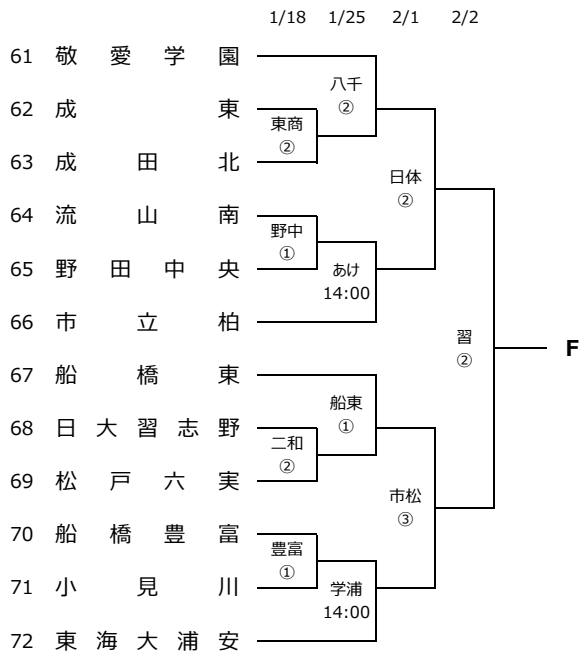 1/18 1/25 2/1 2/2
61 敬愛学園
八千
②
62 成東
東商
②
63 成田北
日体
②
64 流山南
野中
①
65 野田中央
あけ
14:00
66 市立柏
習
②
F
67 船橋東
船東
①
68 日大習志野
二和
②
69 松戸六実
市松
③
70 船橋豊富
豊富
①
71 小見川
学浦
14:00
72 東海大浦安